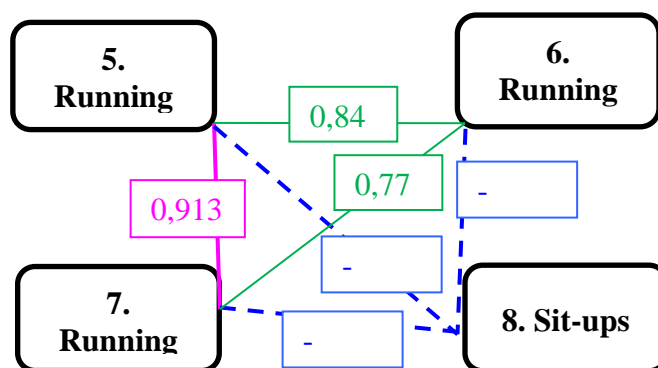 5.
Running
6.
Running
0,84
0,77
-
0,913
-
7.
Running
-
8. Sit-ups